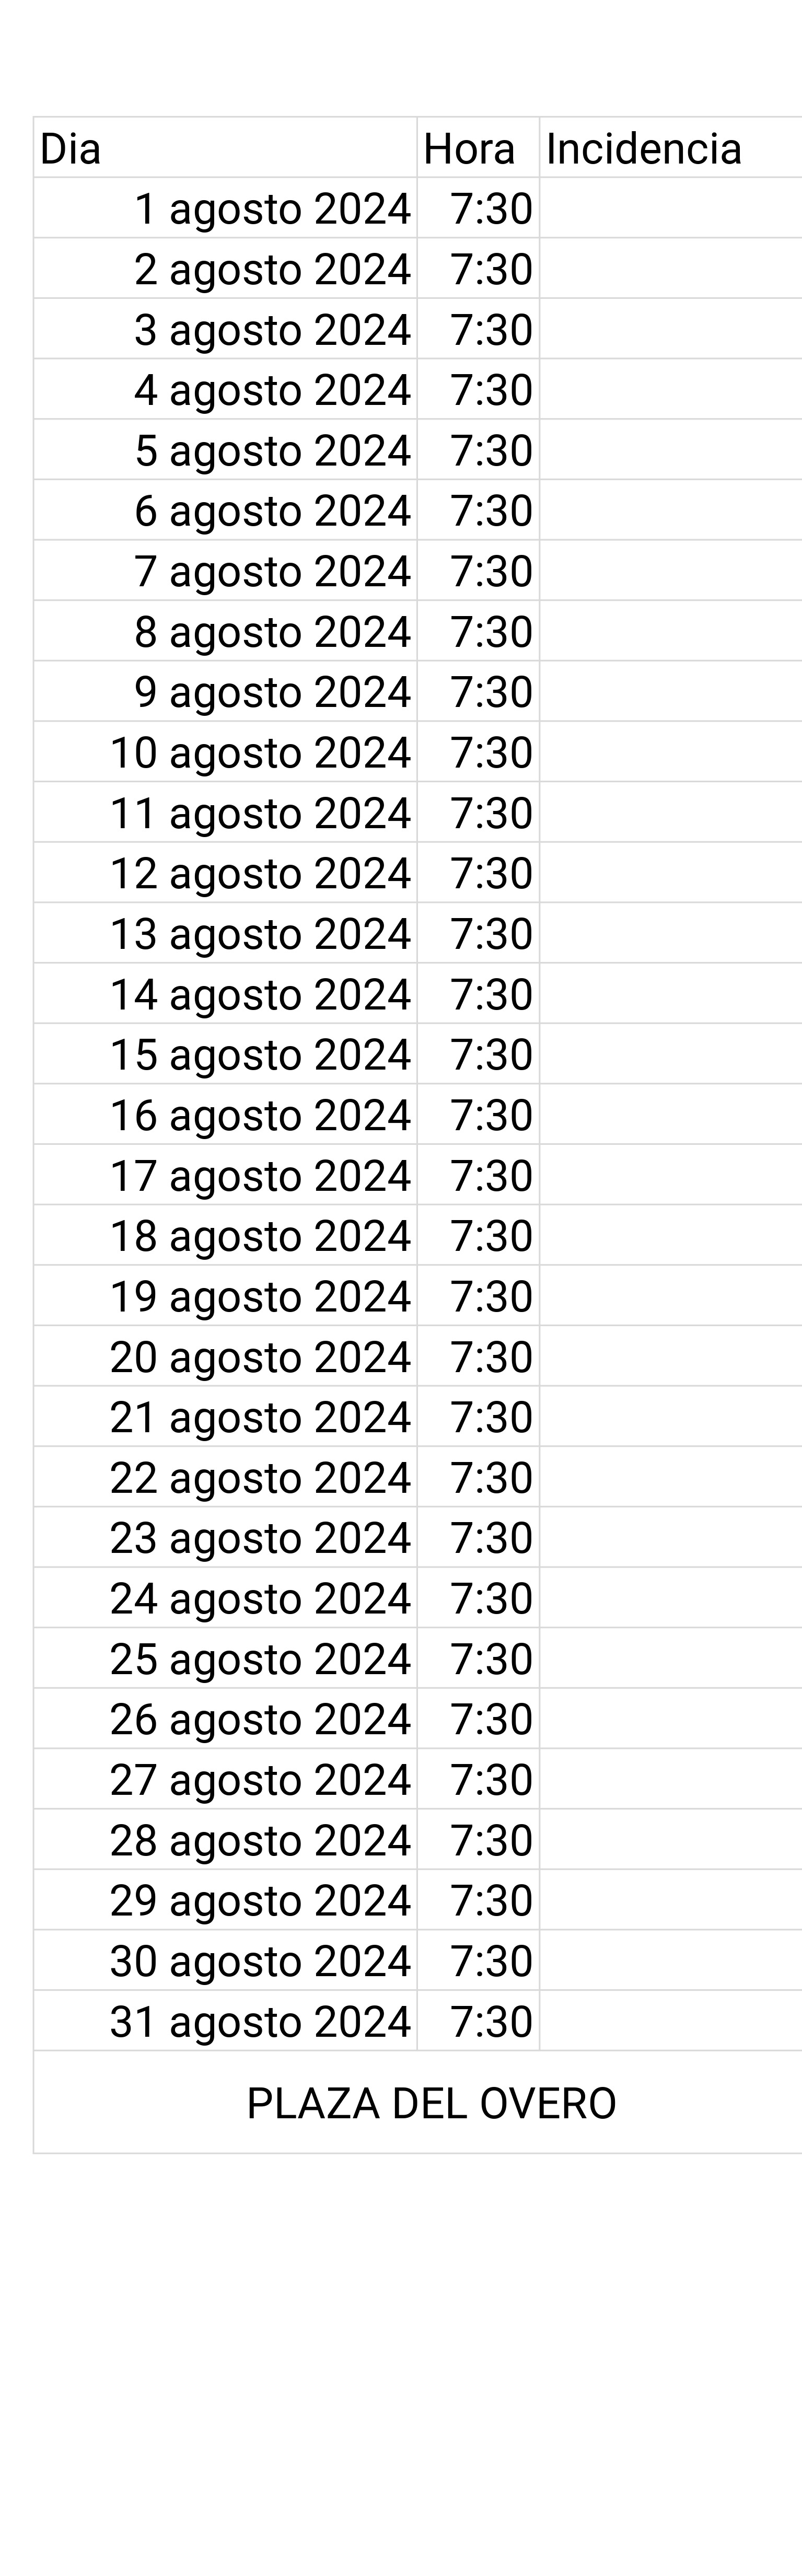 Dia Hora Incidencia
1 agosto 2024 7:30
2 agosto 2024 7:30
3 agosto 2024 7:30
4 agosto 2024 7:30
5 agosto 2024 7:30
6 agosto 2024 7:30
7 agosto 2024 7:30
8 agosto 2024 7:30
9 agosto 2024 7:30
10 agosto 2024 7:30
11 agosto 2024 7:30
12 agosto 2024 7:30
13 agosto 2024 7:30
14 agosto 2024 7:30
15 agosto 2024 7:30
16 agosto 2024 7:30
17 agosto 2024 7:30
18 agosto 2024 7:30
19 agosto 2024 7:30
20 agosto 2024 7:30
21 agosto 2024 7:30
22 agosto 2024 7:30
23 agosto 2024 7:30
24 agosto 2024 7:30
25 agosto 2024 7:30
26 agosto 2024 7:30
27 agosto 2024 7:30
28 agosto 2024 7:30
29 agosto 2024 7:30
30 agosto 2024 7:30
31 agosto 2024 7:30
PLAZA DEL OVERO